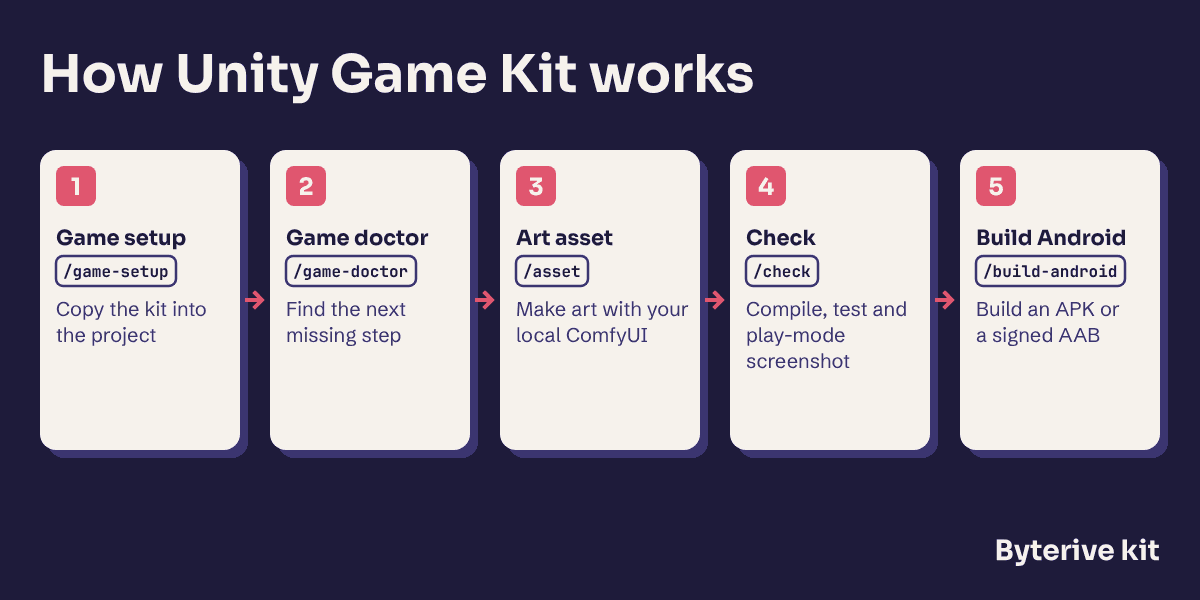 How Unity Game Kit works
1
Game setup
/game-setup
Copy the kit into
the project
2
Game doctor
/game-doctor
Find the next
missing step
3
Art asset
/asset
Make art with your
local ComfyUI
4
Check
/check
Compile, test and
play-mode
screenshot
5
Build Android
/build-android
Build an APK or
a signed AAB
Byterive kit